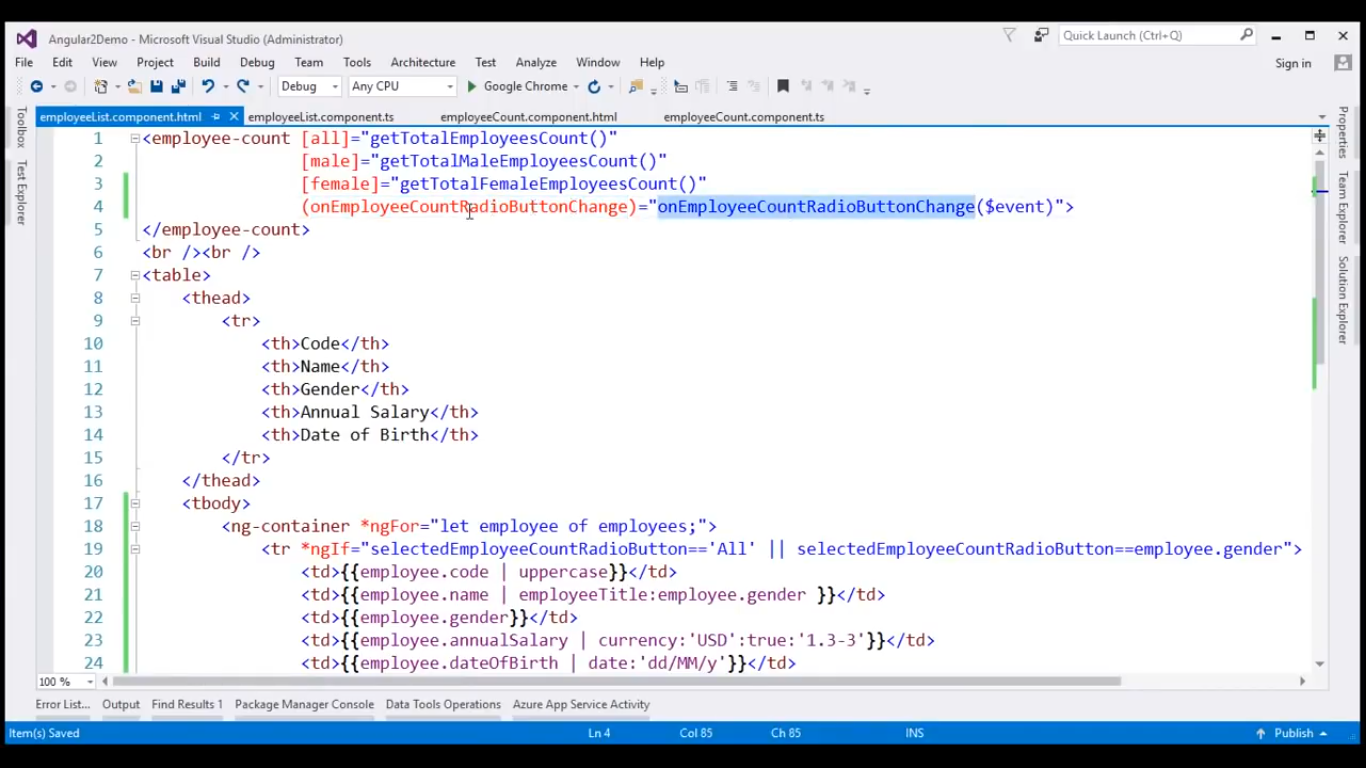 Angular2Demo - Microsoft Visual Studio (Administrator)
Quick Launch (Ctrl+Q)
File Edit View Project Build Debug Team Tools Architecture Test Analyze Window Help
Sign in
Debug Any CPU Google Chrome
employeeList.component.html employeeList.component.ts employeeCount.component.html employeeCount.component.ts
Toolbox
Test Explorer
1 <employee-count [all]="getTotalEmployeesCount()"
2 [male]="getTotalMaleEmployeesCount()"
3 [female]="getTotalFemaleEmployeesCount()"
4 (onEmployeeCountRadioButtonChange)="onEmployeeCountRadioButtonChange($event)">
5 </employee-count>
6 <br /><br />
7 <table>
8 <thead>
9 <tr>
10 <th>Code</th>
11 <th>Name</th>
12 <th>Gender</th>
13 <th>Annual Salary</th>
14 <th>Date of Birth</th>
15 </tr>
16 </thead>
17 <tbody>
18 <ng-container *ngFor="let employee of employees;">
19 <tr *ngIf="selectedEmployeeCountRadioButton=='All' || selectedEmployeeCountRadioButton==employee.gender">
20 <td>{{employee.code | uppercase}}</td>
21 <td>{{employee.name | employeeTitle:employee.gender }}</td>
22 <td>{{employee.gender}}</td>
23 <td>{{employee.annualSalary | currency:'USD':true:'1.3-3'}}</td>
24 <td>{{employee.dateOfBirth | date:'dd/MM/y'}}</td>
Properties
Team Explorer
Solution Explorer
100 %
Error List... Output Find Results 1 Package Manager Console Data Tools Operations Azure App Service Activity
Item(s) Saved Ln 4 Col 85 Ch 85 INS Publish